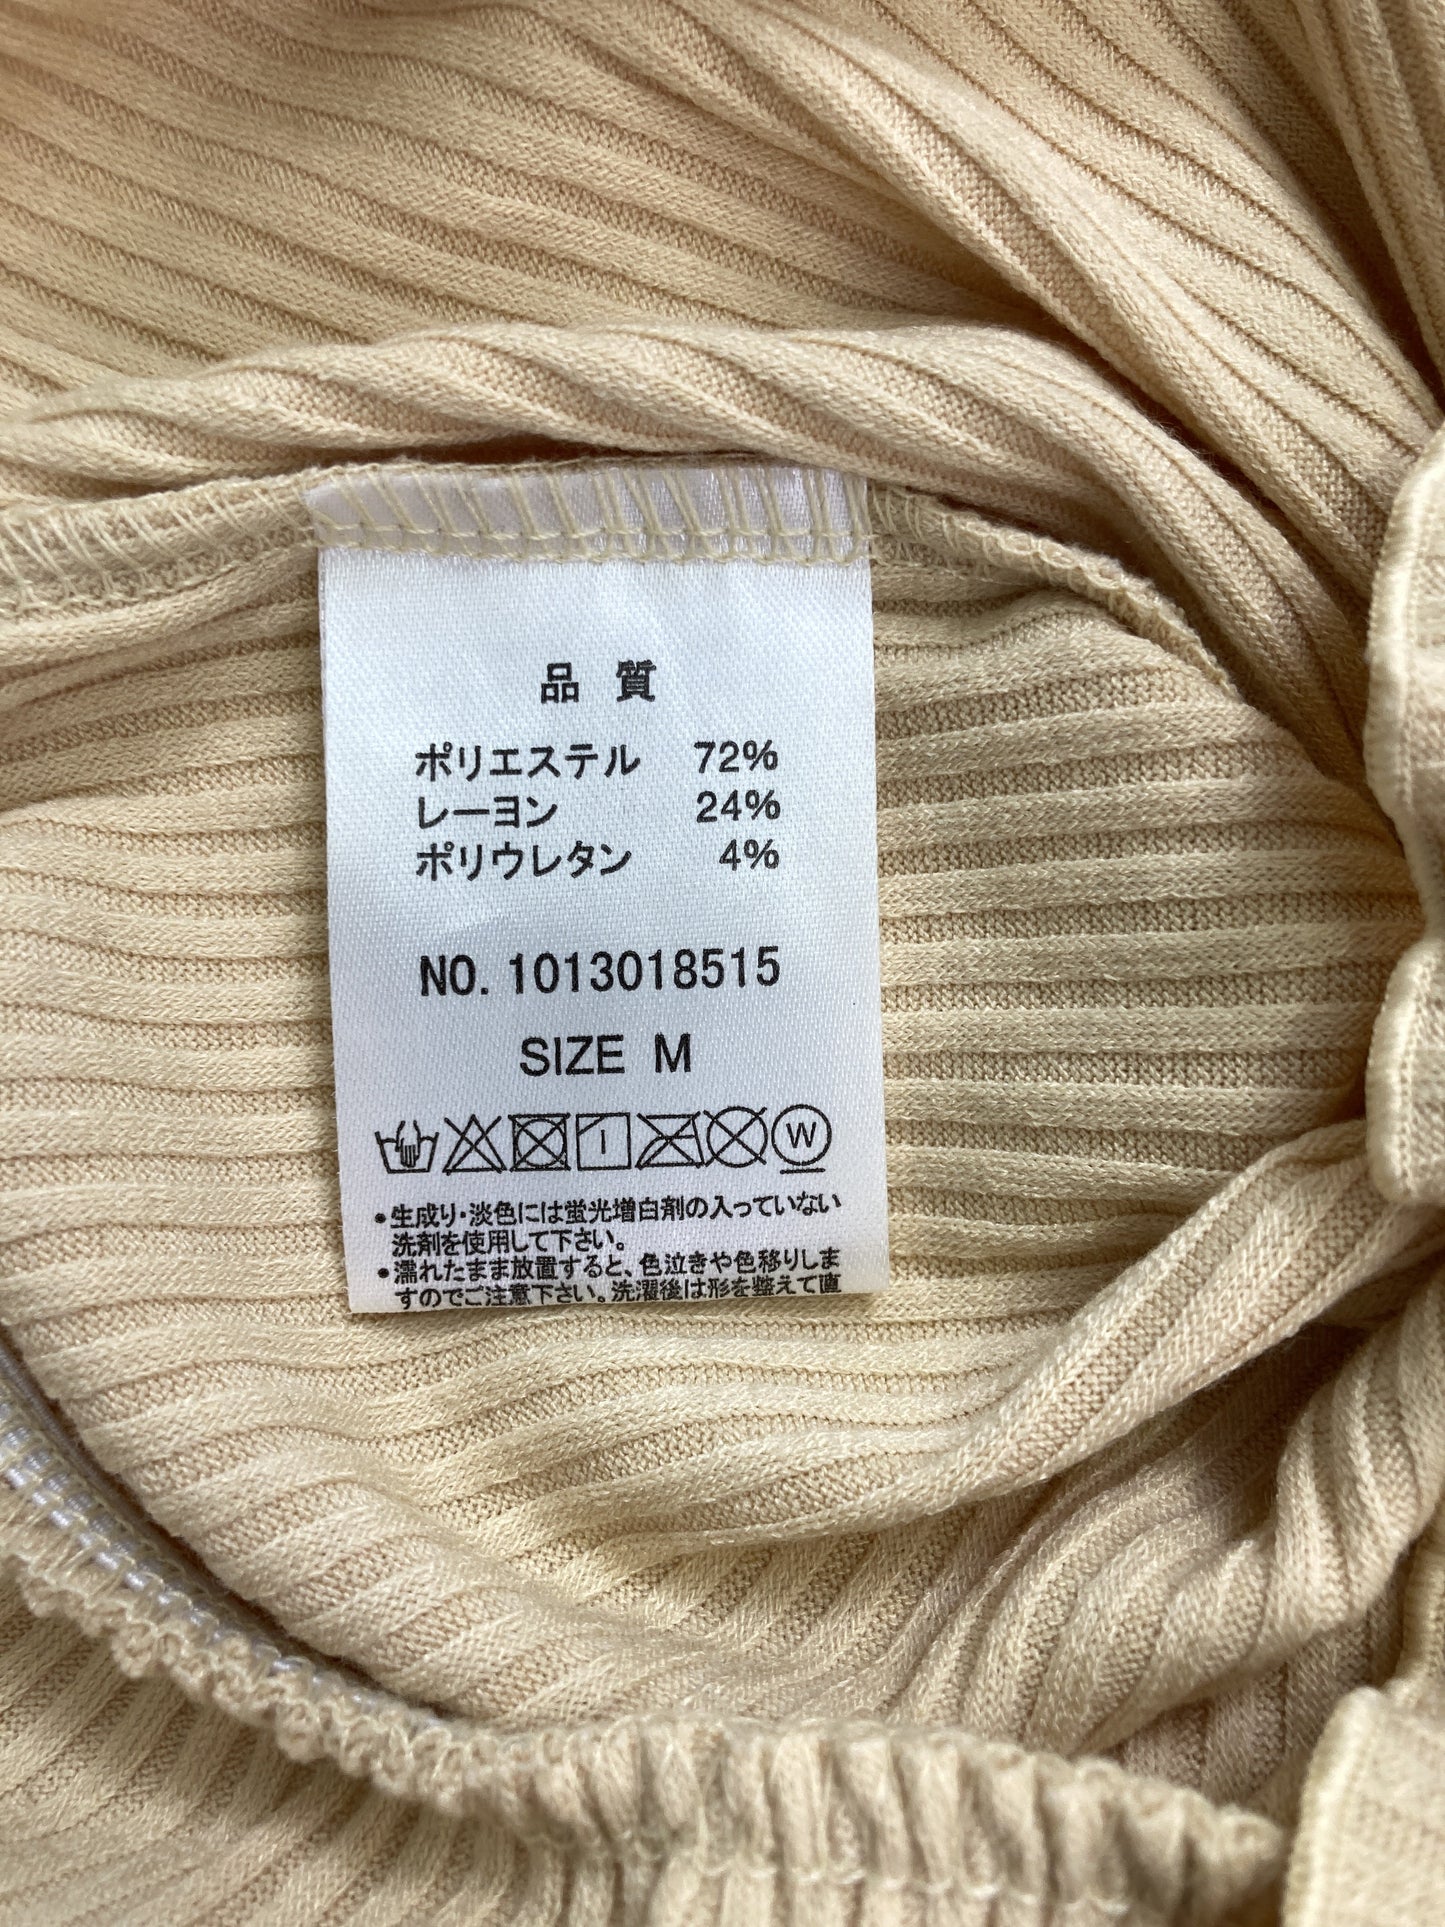 品 質
ポリエステル 72%
レーヨン 24%
ポリウレタン 4%
NO. 1013018515
SIZE M
W
•生成り・淡色には蛍光増白剤の入っていない
洗剤を使用して下さい。
•濡れたまま放置すると、色泣きや色移りしま
すのでご注意下さい。洗濯後は形を整えて直